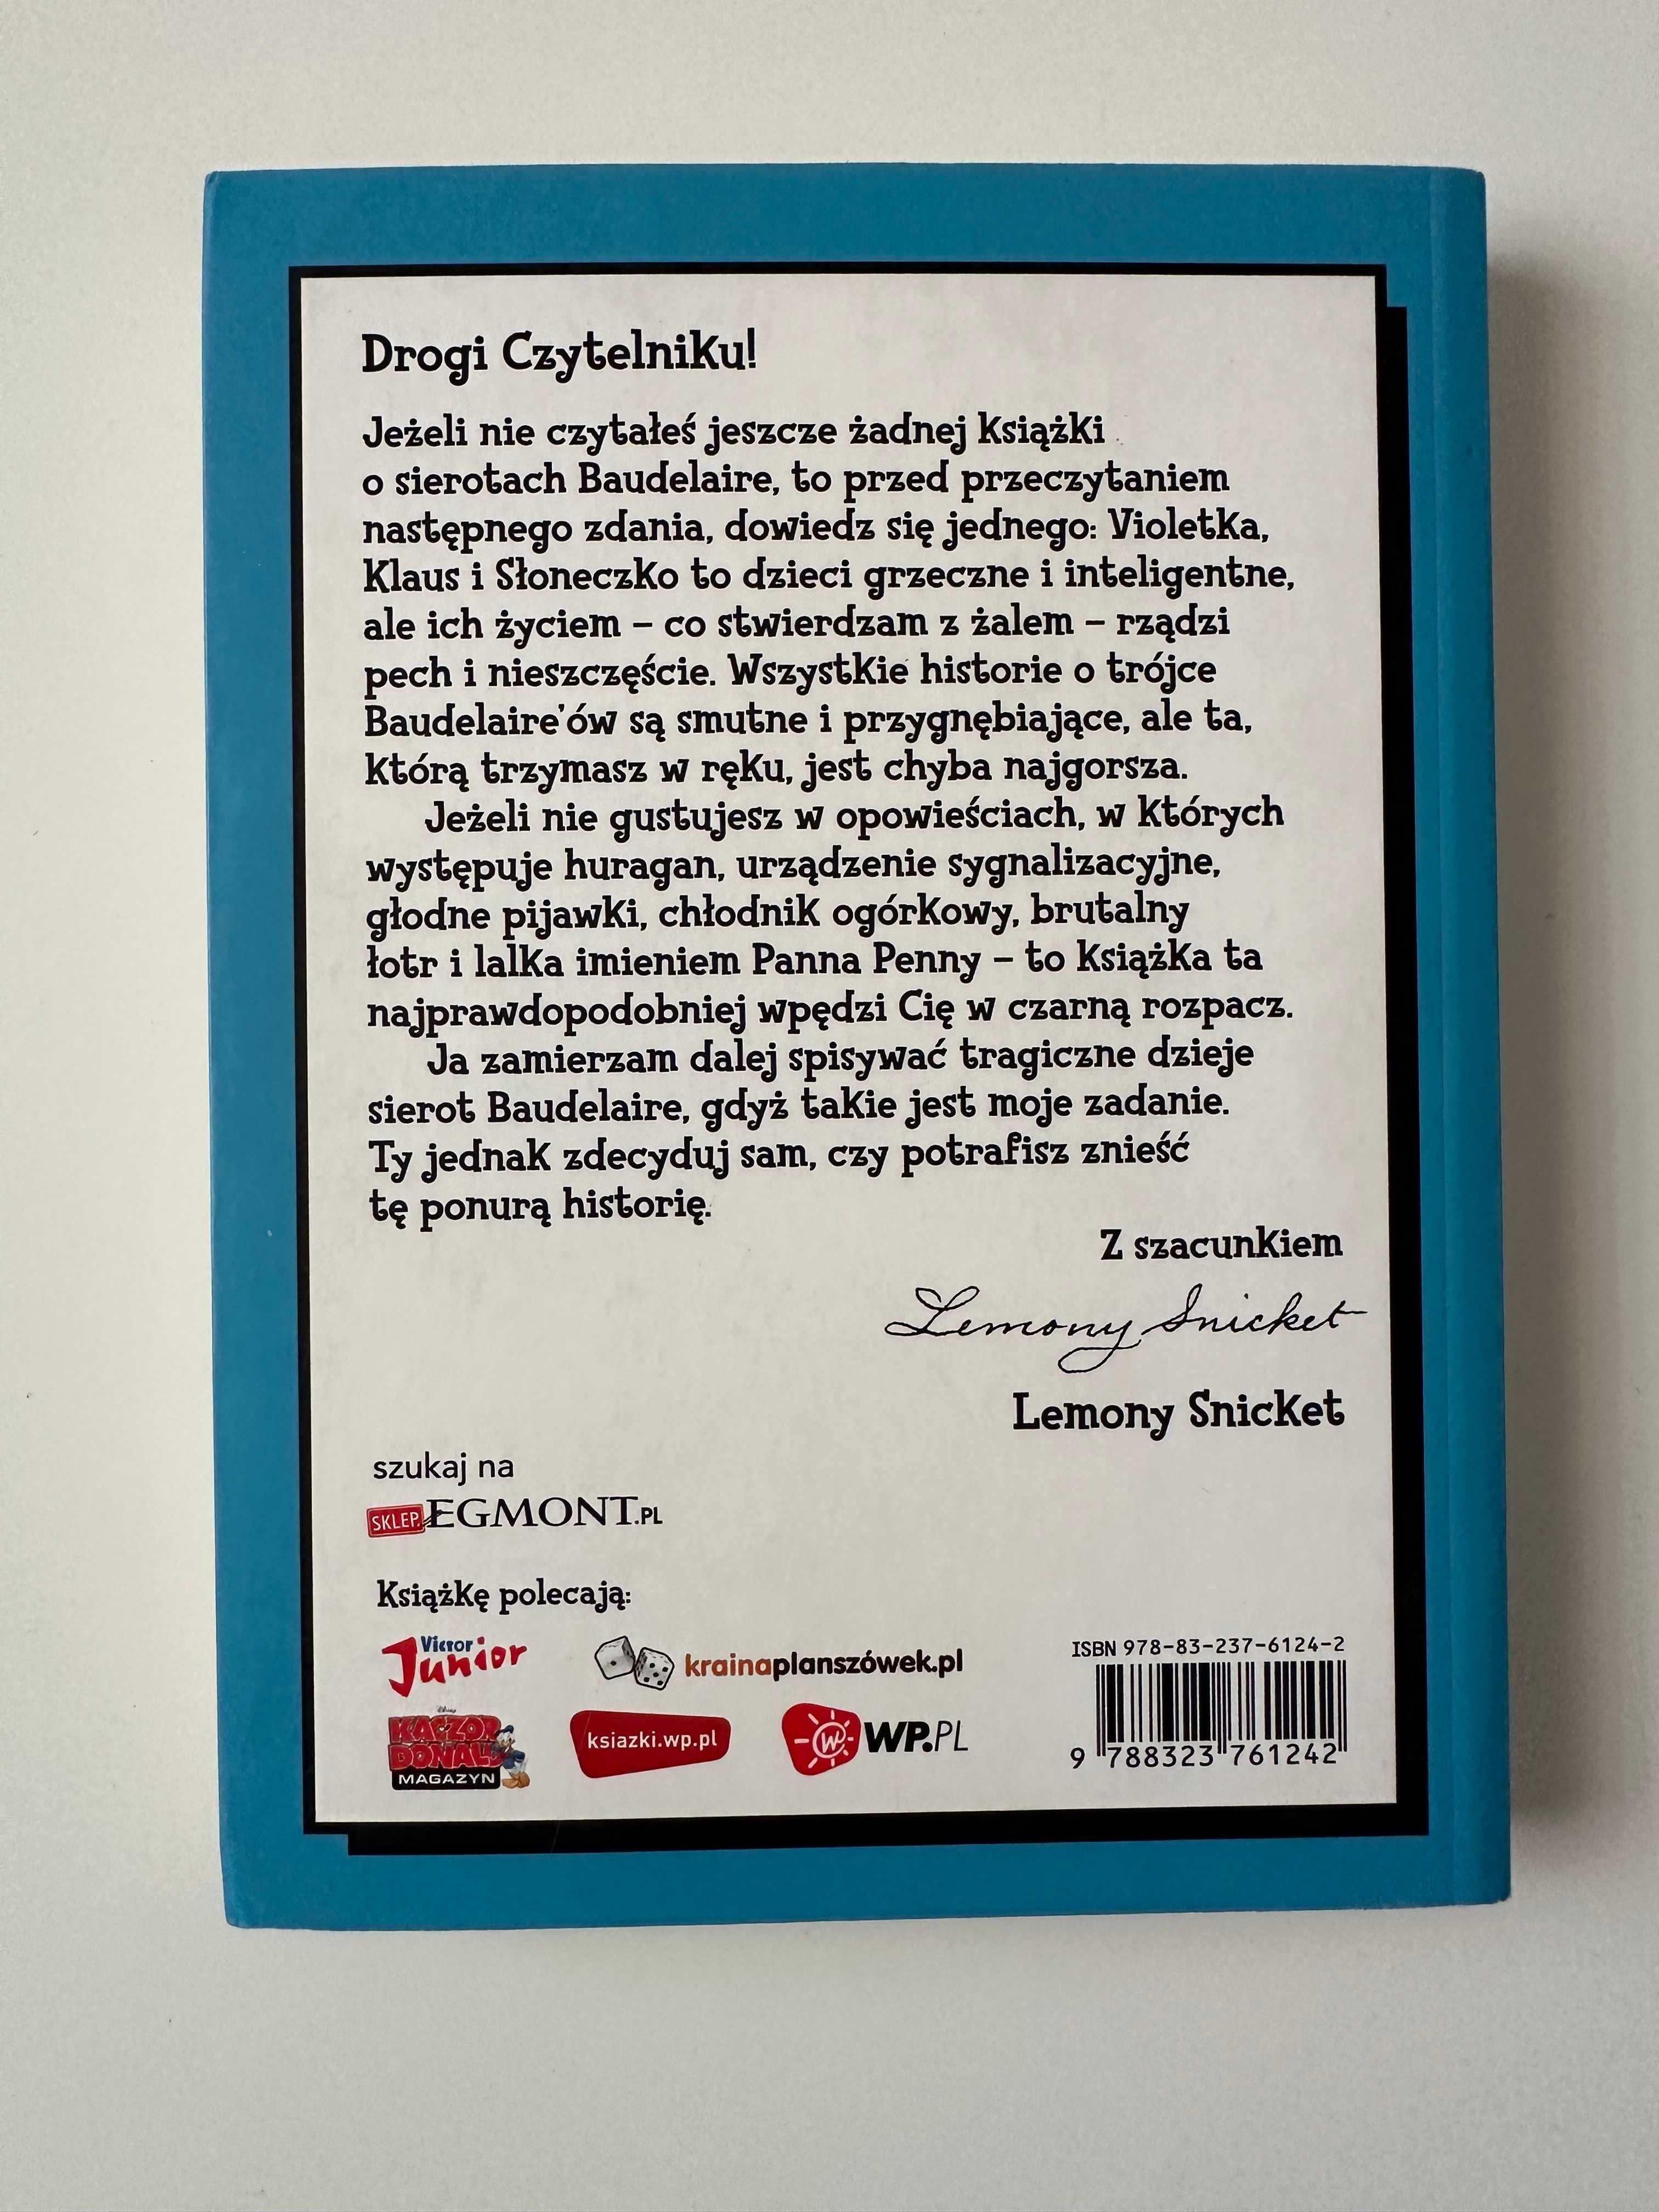 Drogi Czytelniku!
Jeżeli nie czytałeś jeszcze żadnej książki
o sierotach Baudelaire, to przed przeczytaniem
następnego zdania, dowiedz się jednego: Violetka,
Klaus i Słoneczko to dzieci grzeczne i inteligentne,
ale ich życiem – co stwierdzam z żalem – rządzi
pech i nieszczęście. Wszystkie historie o trójce
Baudelaire'ów są smutne i przygnębiające, ale ta,
którą trzymasz w ręku, jest chyba najgorsza.
Jeżeli nie gustujesz w opowieściach, w których
występuje huragan, urządzenie sygnalizacyjne,
głodne pijawki, chłodnik ogórkowy, brutalny
łotr i lalka imieniem Panna Penny – to książka ta
najprawdopodobniej wpędzi Cię w czarną rozpacz.
Ja zamierzam dalej spisywać tragiczne dzieje
sierot Baudelaire, gdyż takie jest moje zadanie.
Ty jednak zdecyduj sam, czy potrafisz znieść
tę ponurą historię.
Z szacunkiem
Lemony Snicket
Lemony Snicket
szukaj na
SKLEP.EGMONT.PL
Książkę polecają:
Victor
Junior
krainaplanszówek.pl
Disney
KACZOR
DONALD
MAGAZYN
ksiazki.wp.pl
W WP.PL
ISBN 978-83-237-6124-2
9 788323 761242